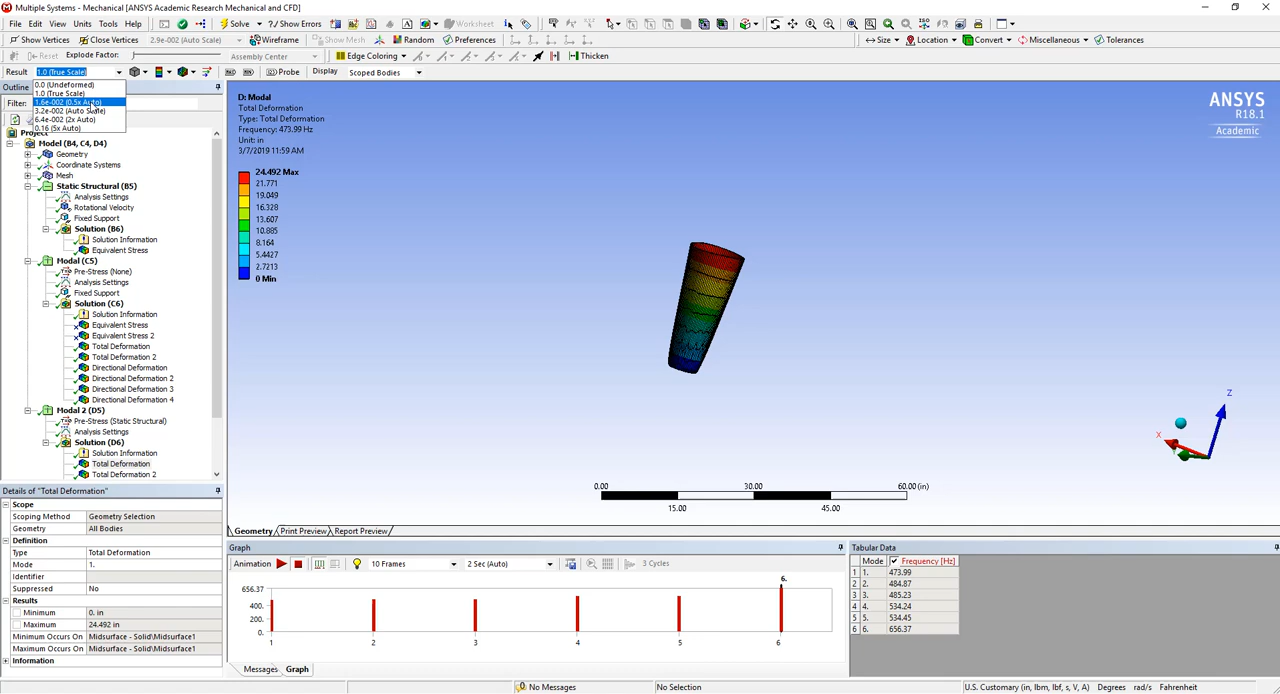 Multiple Systems - Mechanical [ANSYS Academic Research Mechanical and CFD]
File Edit View Units Tools Help Solve ?/ Show Errors Worksheet
Show Vertices Close Vertices 2.9e-002 (Auto Scale) Wireframe Show Mesh Random Preferences Size Location Convert Miscellaneous Tolerances
Reset Explode Factor: Assembly Center Edge Coloring Thicken
Result 1.0 (True Scale) Probe Display Scoped Bodies
0.0 (Undeformed)
1.0 (True Scale)
1.6e-002 (0.5x Auto)
3.2e-002 (Auto Scale)
6.4e-002 (2x Auto)
0.16 (5x Auto)
Outline
Filter:
Project
Model (B4, C4, D4)
Geometry
Coordinate Systems
Mesh
Static Structural (B5)
Analysis Settings
Rotational Velocity
Fixed Support
Solution (B6)
Solution Information
Equivalent Stress
Modal (C5)
Pre-Stress (None)
Analysis Settings
Fixed Support
Solution (C6)
Solution Information
Equivalent Stress
Equivalent Stress 2
Total Deformation
Total Deformation 2
Directional Deformation
Directional Deformation 2
Directional Deformation 3
Directional Deformation 4
Modal 2 (D5)
Pre-Stress (Static Structural)
Analysis Settings
Solution (D6)
Solution Information
Total Deformation
Total Deformation 2
D: Modal
Total Deformation
Type: Total Deformation
Frequency: 473.99 Hz
Unit: in
3/7/2019 11:59 AM
24.492 Max
21.771
19.049
16.328
13.607
10.885
8.164
5.4427
2.7213
0 Min
ANSYS
R18.1
Academic
Z
X
0.00 30.00 60.00 (in)
15.00 45.00
Geometry Print Preview Report Preview
Details of "Total Deformation"
Scope
Scoping Method Geometry Selection
Geometry All Bodies
Definition
Type Total Deformation
Mode 1.
Identifier
Suppressed No
Results
Minimum 0. in
Maximum 24.492 in
Minimum Occurs On Midsurface - Solid\Midsurface1
Maximum Occurs On Midsurface - Solid\Midsurface1
Information
Graph
Animation 10 Frames 2 Sec (Auto) 3 Cycles
6.
656.37
400.
200.
0.
1 2 3 4 5 6
Messages Graph
Tabular Data
Mode Frequency [Hz]
1 1. 473.99
2 2. 484.87
3 3. 485.23
4 4. 534.24
5 5. 534.45
6 6. 656.37
No Messages No Selection U.S. Customary (in, lbm, lbf, s, V, A) Degrees rad/s Fahrenheit